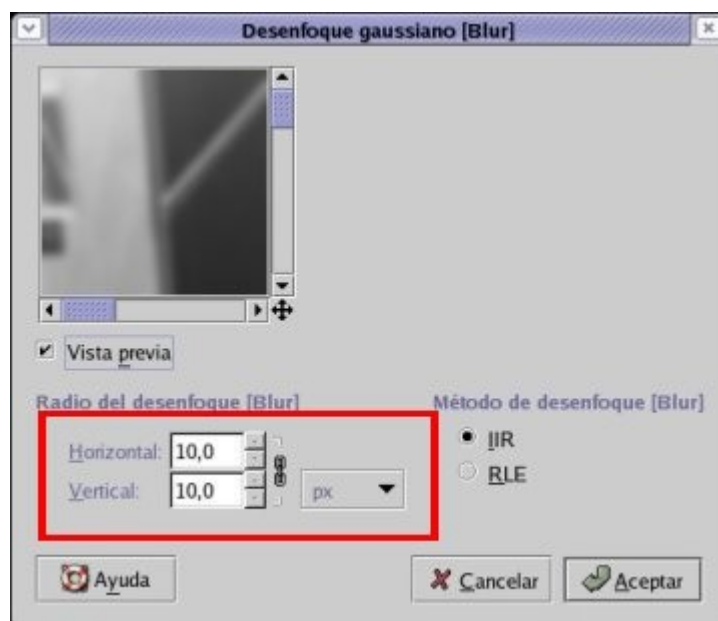 Desenfoque gaussiano [Blur]
Vista previa
Radio del desenfoque [Blur]
Método de desenfoque [Blur]
Horizontal: 10,0
Vertical: 10,0
px
IIR
RLE
Ayuda
Cancelar
Aceptar